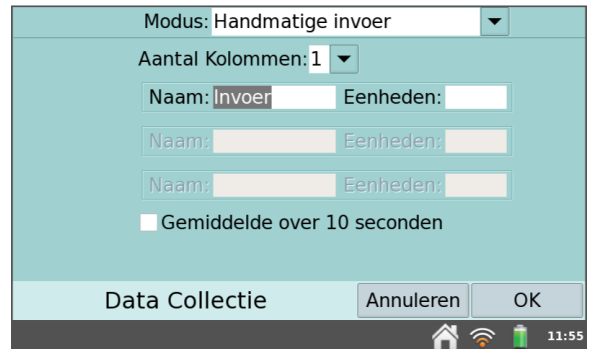 Modus: Handmatige invoer
Aantal Kolommen: 1
Naam: Invoer Eenheden:
Naam: Eenheden:
Naam: Eenheden:
Gemiddelde over 10 seconden
Data Collectie Annuleren OK
11:55